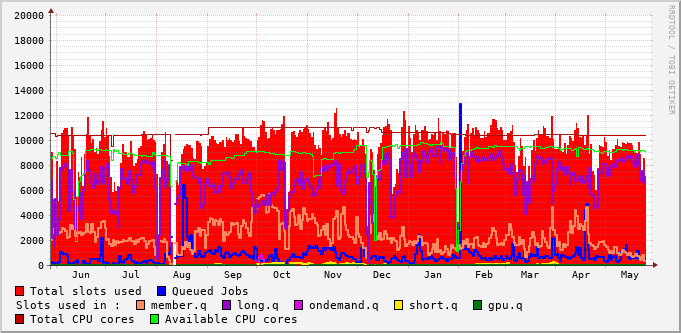 20000
18000
16000
14000
12000
10000
8000
6000
4000
2000
0
Jun Jul Aug Sep Oct Nov Dec Jan Feb Mar Apr May
RRDTOOL / TOBI OETIKER
Total slots used Queued Jobs
Slots used in : member.q long.q ondemand.q short.q gpu.q
Total CPU cores Available CPU cores